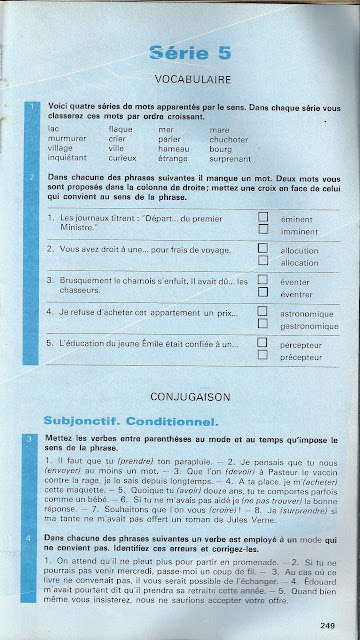 Série 5
VOCABULAIRE
1 Voici quatre séries de mots apparentés par le sens. Dans chaque série vous
classerez ces mots par ordre croissant.
lac flaque mer mare
murmurer crier parler chuchoter
village ville hameau bourg
inquiétant curieux étrange surprenant
2 Dans chacune des phrases suivantes il manque un mot. Deux mots vous
sont proposés dans la colonne de droite; mettez une croix en face de celui
qui convient au sens de la phrase.
1. Les journaux titrent : "Départ... du premier
Ministre."
éminent
imminent
2. Vous avez droit à une... pour frais de voyage.
allocution
allocation
3. Brusquement le chamois s'enfuit. Il avait dû... les
chasseurs.
éventer
éventrer
4. Je refuse d'acheter cet appartement un prix...
astronomique
gastronomique
5. L'éducation du jeune Émile était confiée à un...
percepteur
précepteur
CONJUGAISON
Subjonctif. Conditionnel.
3 Mettez les verbes entre parenthèses au mode et au temps qu'impose le
sens de la phrase.
1. Il faut que tu (prendre) ton parapluie. — 2. Je pensais que tu nous
(envoyer) au moins un mot. — 3. Que l'on (devoir) à Pasteur le vaccin
contre la rage, je le sais depuis longtemps. — 4. A ta place, je m'(acheter)
cette maquette. — 5. Quoique tu (avoir) douze ans, tu te comportes parfois
comme un bébé. — 6. Si tu ne m'avais pas aidé je (ne pas trouver) la bonne
réponse. — 7. Souhaitons que l'on vous (croire) ! — 8. Je (surprendre) si
ma tante ne m'avait pas offert un roman de Jules Verne.
4 Dans chacune des phrases suivantes un verbe est employé à un mode qui
ne convient pas. Identifiez ces erreurs et corrigez-les.
1. On attend qu'il ne pleut plus pour partir en promenade. — 2. Si tu ne
pourrais pas venir mercredi, passe-moi un coup de fil. — 3. Au cas où ce
livre ne convenait pas, il vous serait possible de l'échanger. — 4. Édouard
m'avait pourtant dit qu'il prendra sa retraite cette année. — 5. Quand bien
même vous insisterez, nous ne saurions accepter votre offre.
249